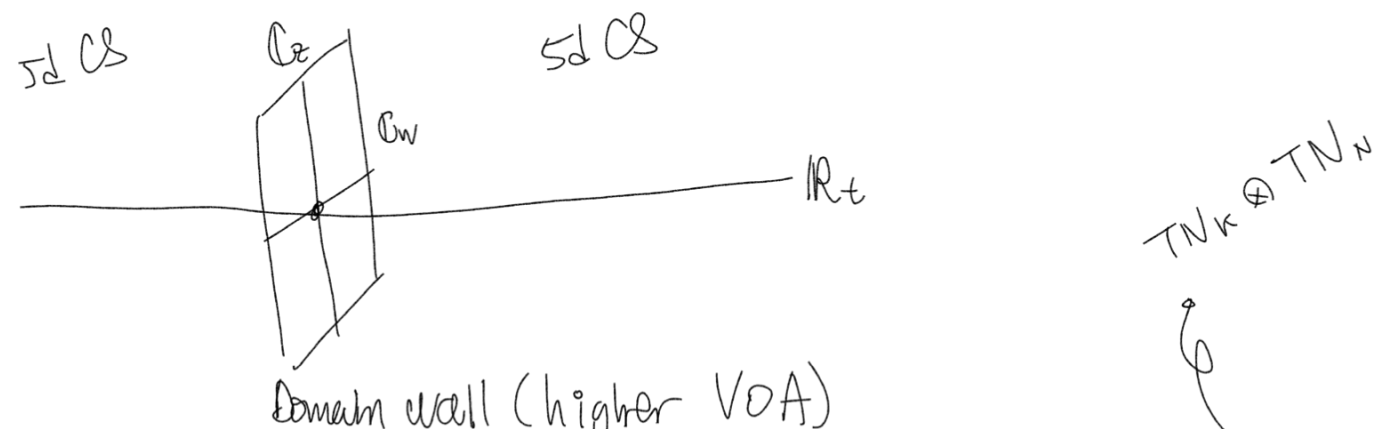 5d CS
ℂz
5d CS
ℂw
ℝt
TNK ⊕ TNN
Domain wall (higher VOA)